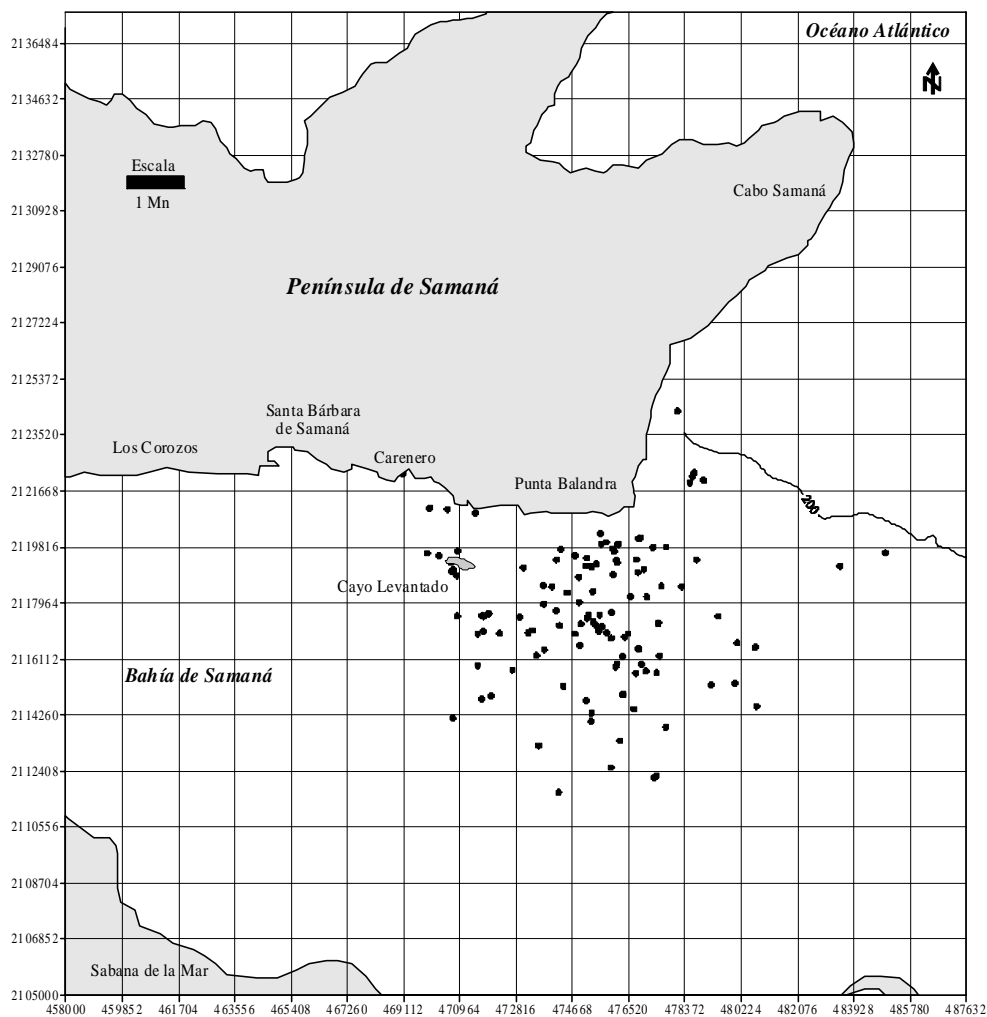 Océano Atlántico
2136484
N
2134632
2132780
Escala
1 Mn
Cabo Samaná
2130928
2129076
Península de Samaná
2127224
2125372
Santa Bárbara
de Samaná
2123520
Los Corozos
Carenero
Punta Balandra
2121668
2119816
Cayo Levantado
2117964
2116112
Bahía de Samaná
2114260
2112408
2110556
2108704
2106852
Sabana de la Mar
2105000
458000 459852 461704 463556 465408 467260 469112 470964 472816 474668 476520 478372 480224 482076 483928 485780 487632